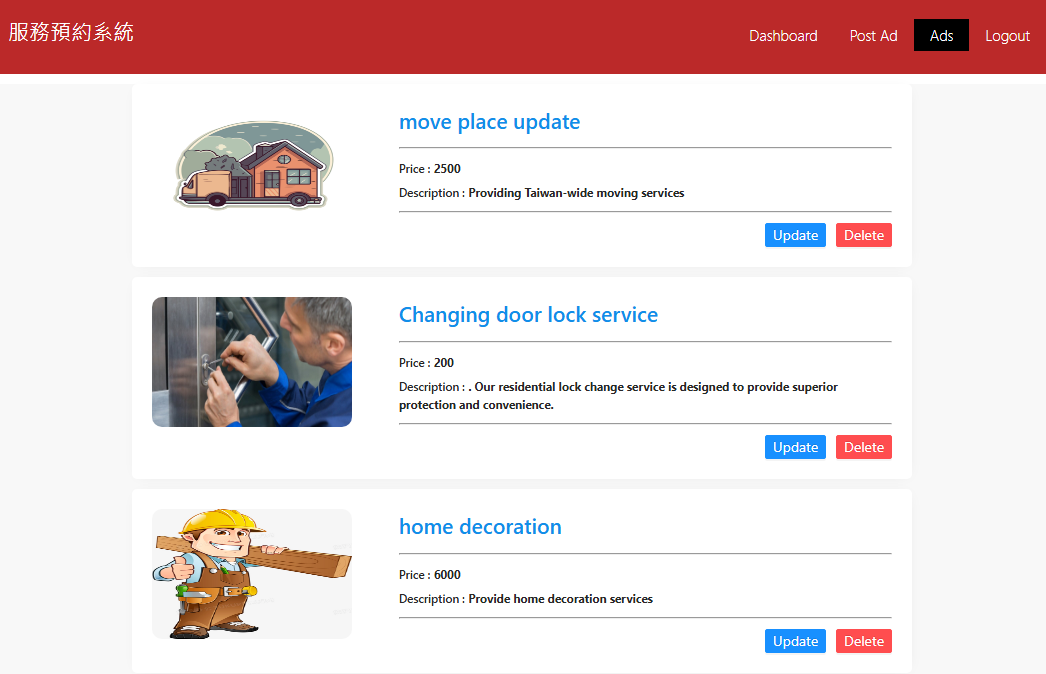 服務預約系統
Dashboard
Post Ad
Ads
Logout
move place update
Price : 2500
Description : Providing Taiwan-wide moving services
Update
Delete
Changing door lock service
Price : 200
Description : . Our residential lock change service is designed to provide superior
protection and convenience.
Update
Delete
home decoration
Price : 6000
Description : Provide home decoration services
Update
Delete